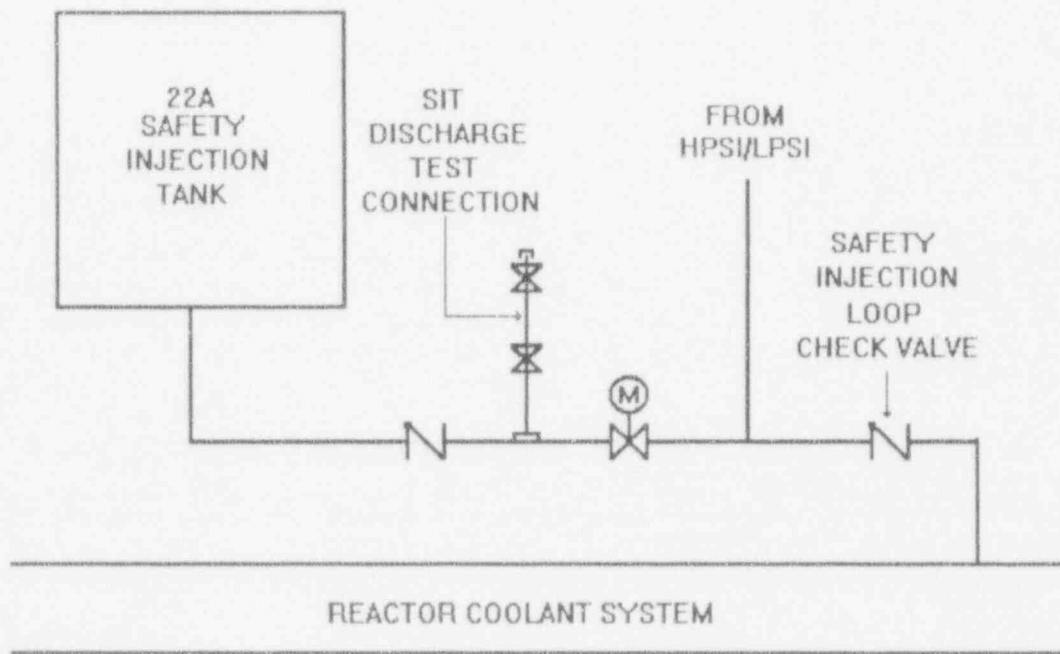 22A
SAFETY
INJECTION
TANK
SIT
DISCHARGE
TEST
CONNECTION
FROM
HPSI/LPSI
SAFETY
INJECTION
LOOP
CHECK VALVE
M
REACTOR COOLANT SYSTEM